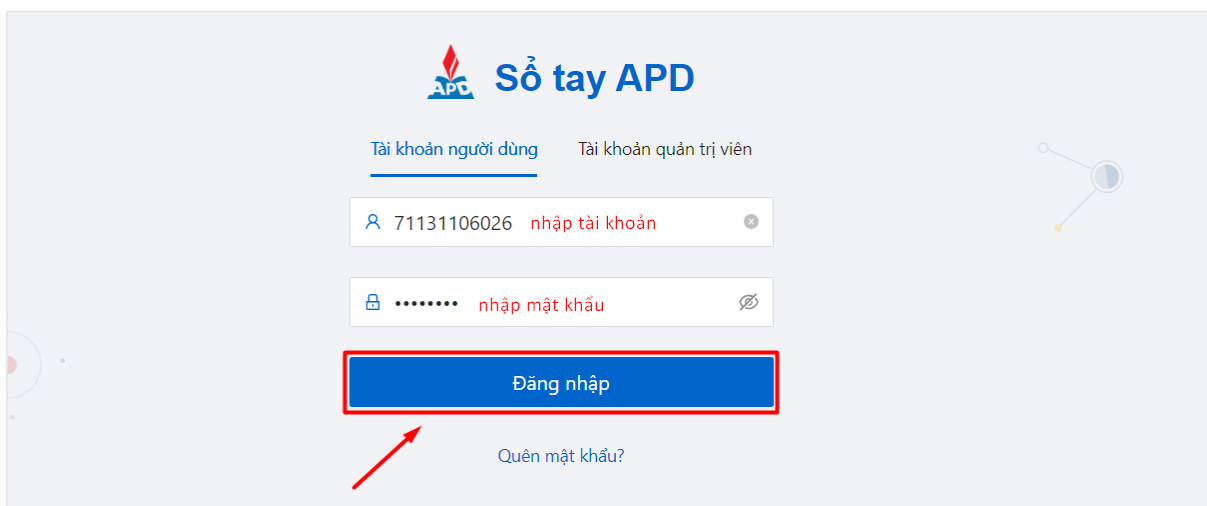 APD
Sổ tay APD
Tài khoản người dùng Tài khoản quản trị viên
71131106026 nhập tài khoản
•••••••• nhập mật khẩu
Đăng nhập
Quên mật khẩu?